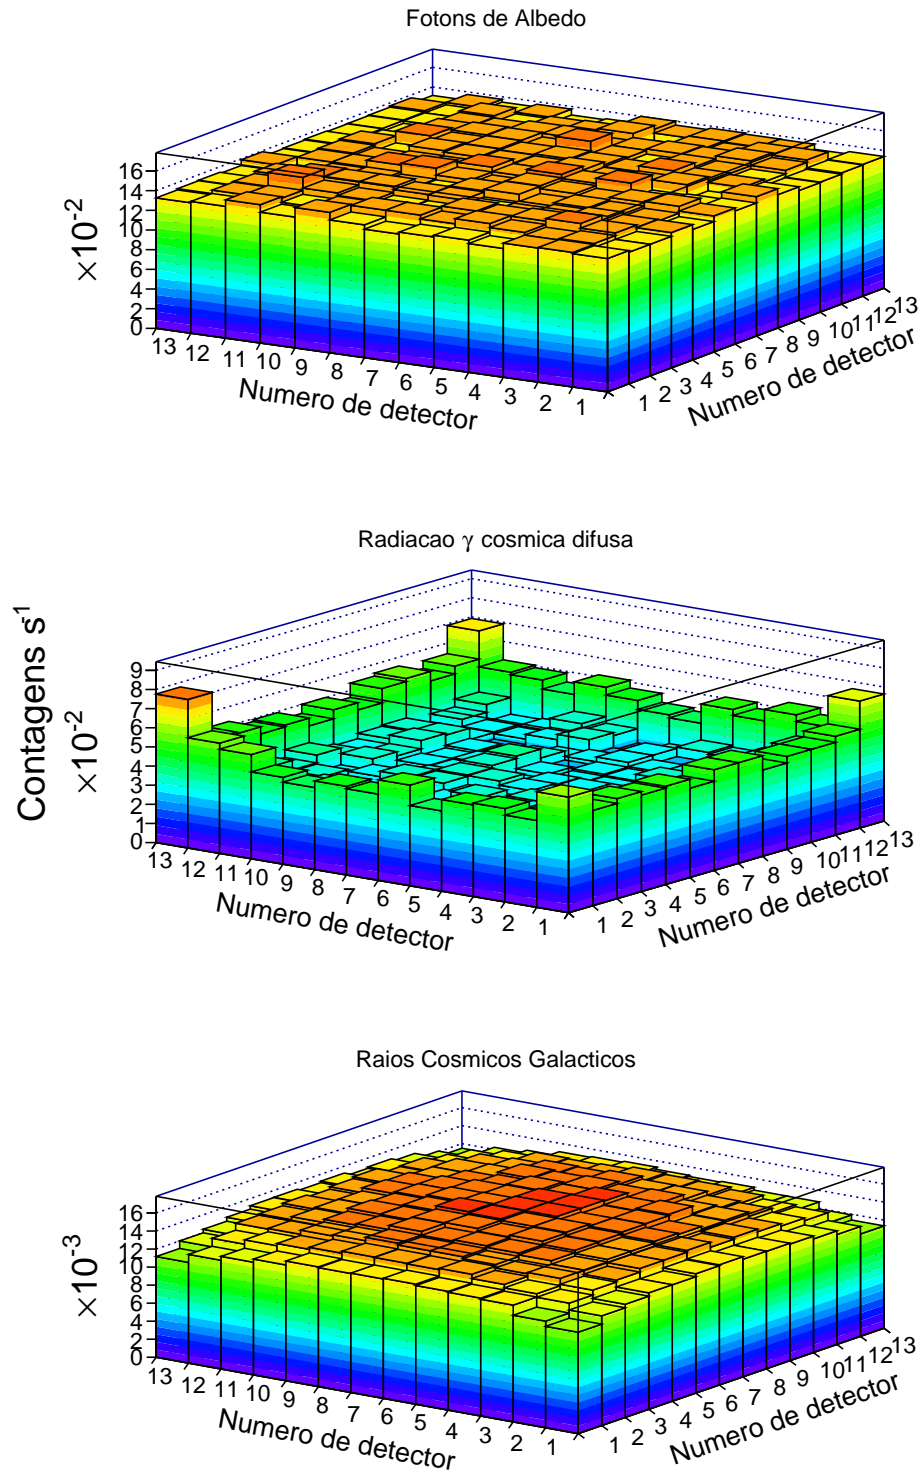 Fotons de Albedo
×10-2
16
14
12
10
8
6
4
2
0
13 12 11 10 9 8 7 6 5 4 3 2 1
Numero de detector
1 2 3 4 5 6 7 8 9 10 11 12 13
Numero de detector
Radiacao γ cosmica difusa
Contagens s-1
×10-2
9
8
7
6
5
4
3
2
1
0
13 12 11 10 9 8 7 6 5 4 3 2 1
Numero de detector
1 2 3 4 5 6 7 8 9 10 11 12 13
Numero de detector
Raios Cosmicos Galacticos
×10-3
16
14
12
10
8
6
4
2
0
13 12 11 10 9 8 7 6 5 4 3 2 1
Numero de detector
1 2 3 4 5 6 7 8 9 10 11 12 13
Numero de detector